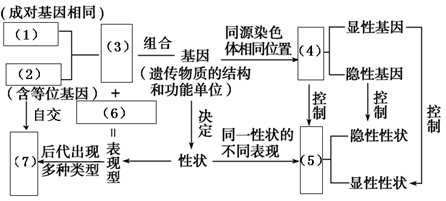 (成对基因相同)
(1)
(2)
(含等位基因)
(3)
组合
基因
(遗传物质的结构
和功能单位)
同源染色
体相同位置
(4)
显性基因
隐性基因
控制
控制
控制
+
(6)
=
自交
决定
(7)
后代出现
多种类型
表现型
性状
同一性状的
不同表现
(5)
隐性性状
显性性状